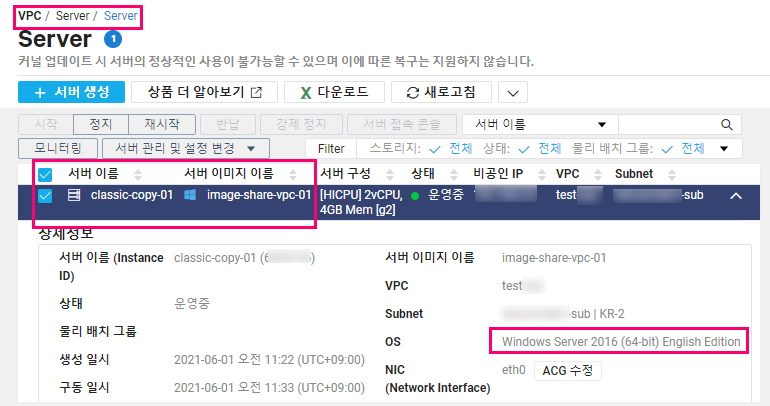 VPC / Server / Server
Server 1
커널 업데이트 시 서버의 정상적인 사용이 불가능할 수 있으며 이에 따른 복구는 지원하지 않습니다.
+ 서버 생성 상품 더 알아보기 다운로드 새로고침
시작 정지 재시작 반납 강제 정지 서버 접속 콘솔 서버 이름
모니터링 서버 관리 및 설정 변경 Filter 스토리지: 전체 상태: 전체 물리 배치 그룹: 전체
서버 이름 서버 이미지 이름 서버 구성 상태 비공인 IP VPC Subnet
classic-copy-01 image-share-vpc-01 [HICPU] 2vCPU, 4GB Mem [g2] 운영중 test -sub
상세정보
서버 이름 (Instance ID) classic-copy-01 (6 )
서버 이미지 이름 image-share-vpc-01
VPC test
상태 운영중
Subnet -sub | KR-2
물리 배치 그룹
OS Windows Server 2016 (64-bit) English Edition
생성 일시 2021-06-01 오전 11:22 (UTC+09:00)
NIC (Network Interface) eth0 ACG 수정
구동 일시 2021-06-01 오전 11:33 (UTC+09:00)